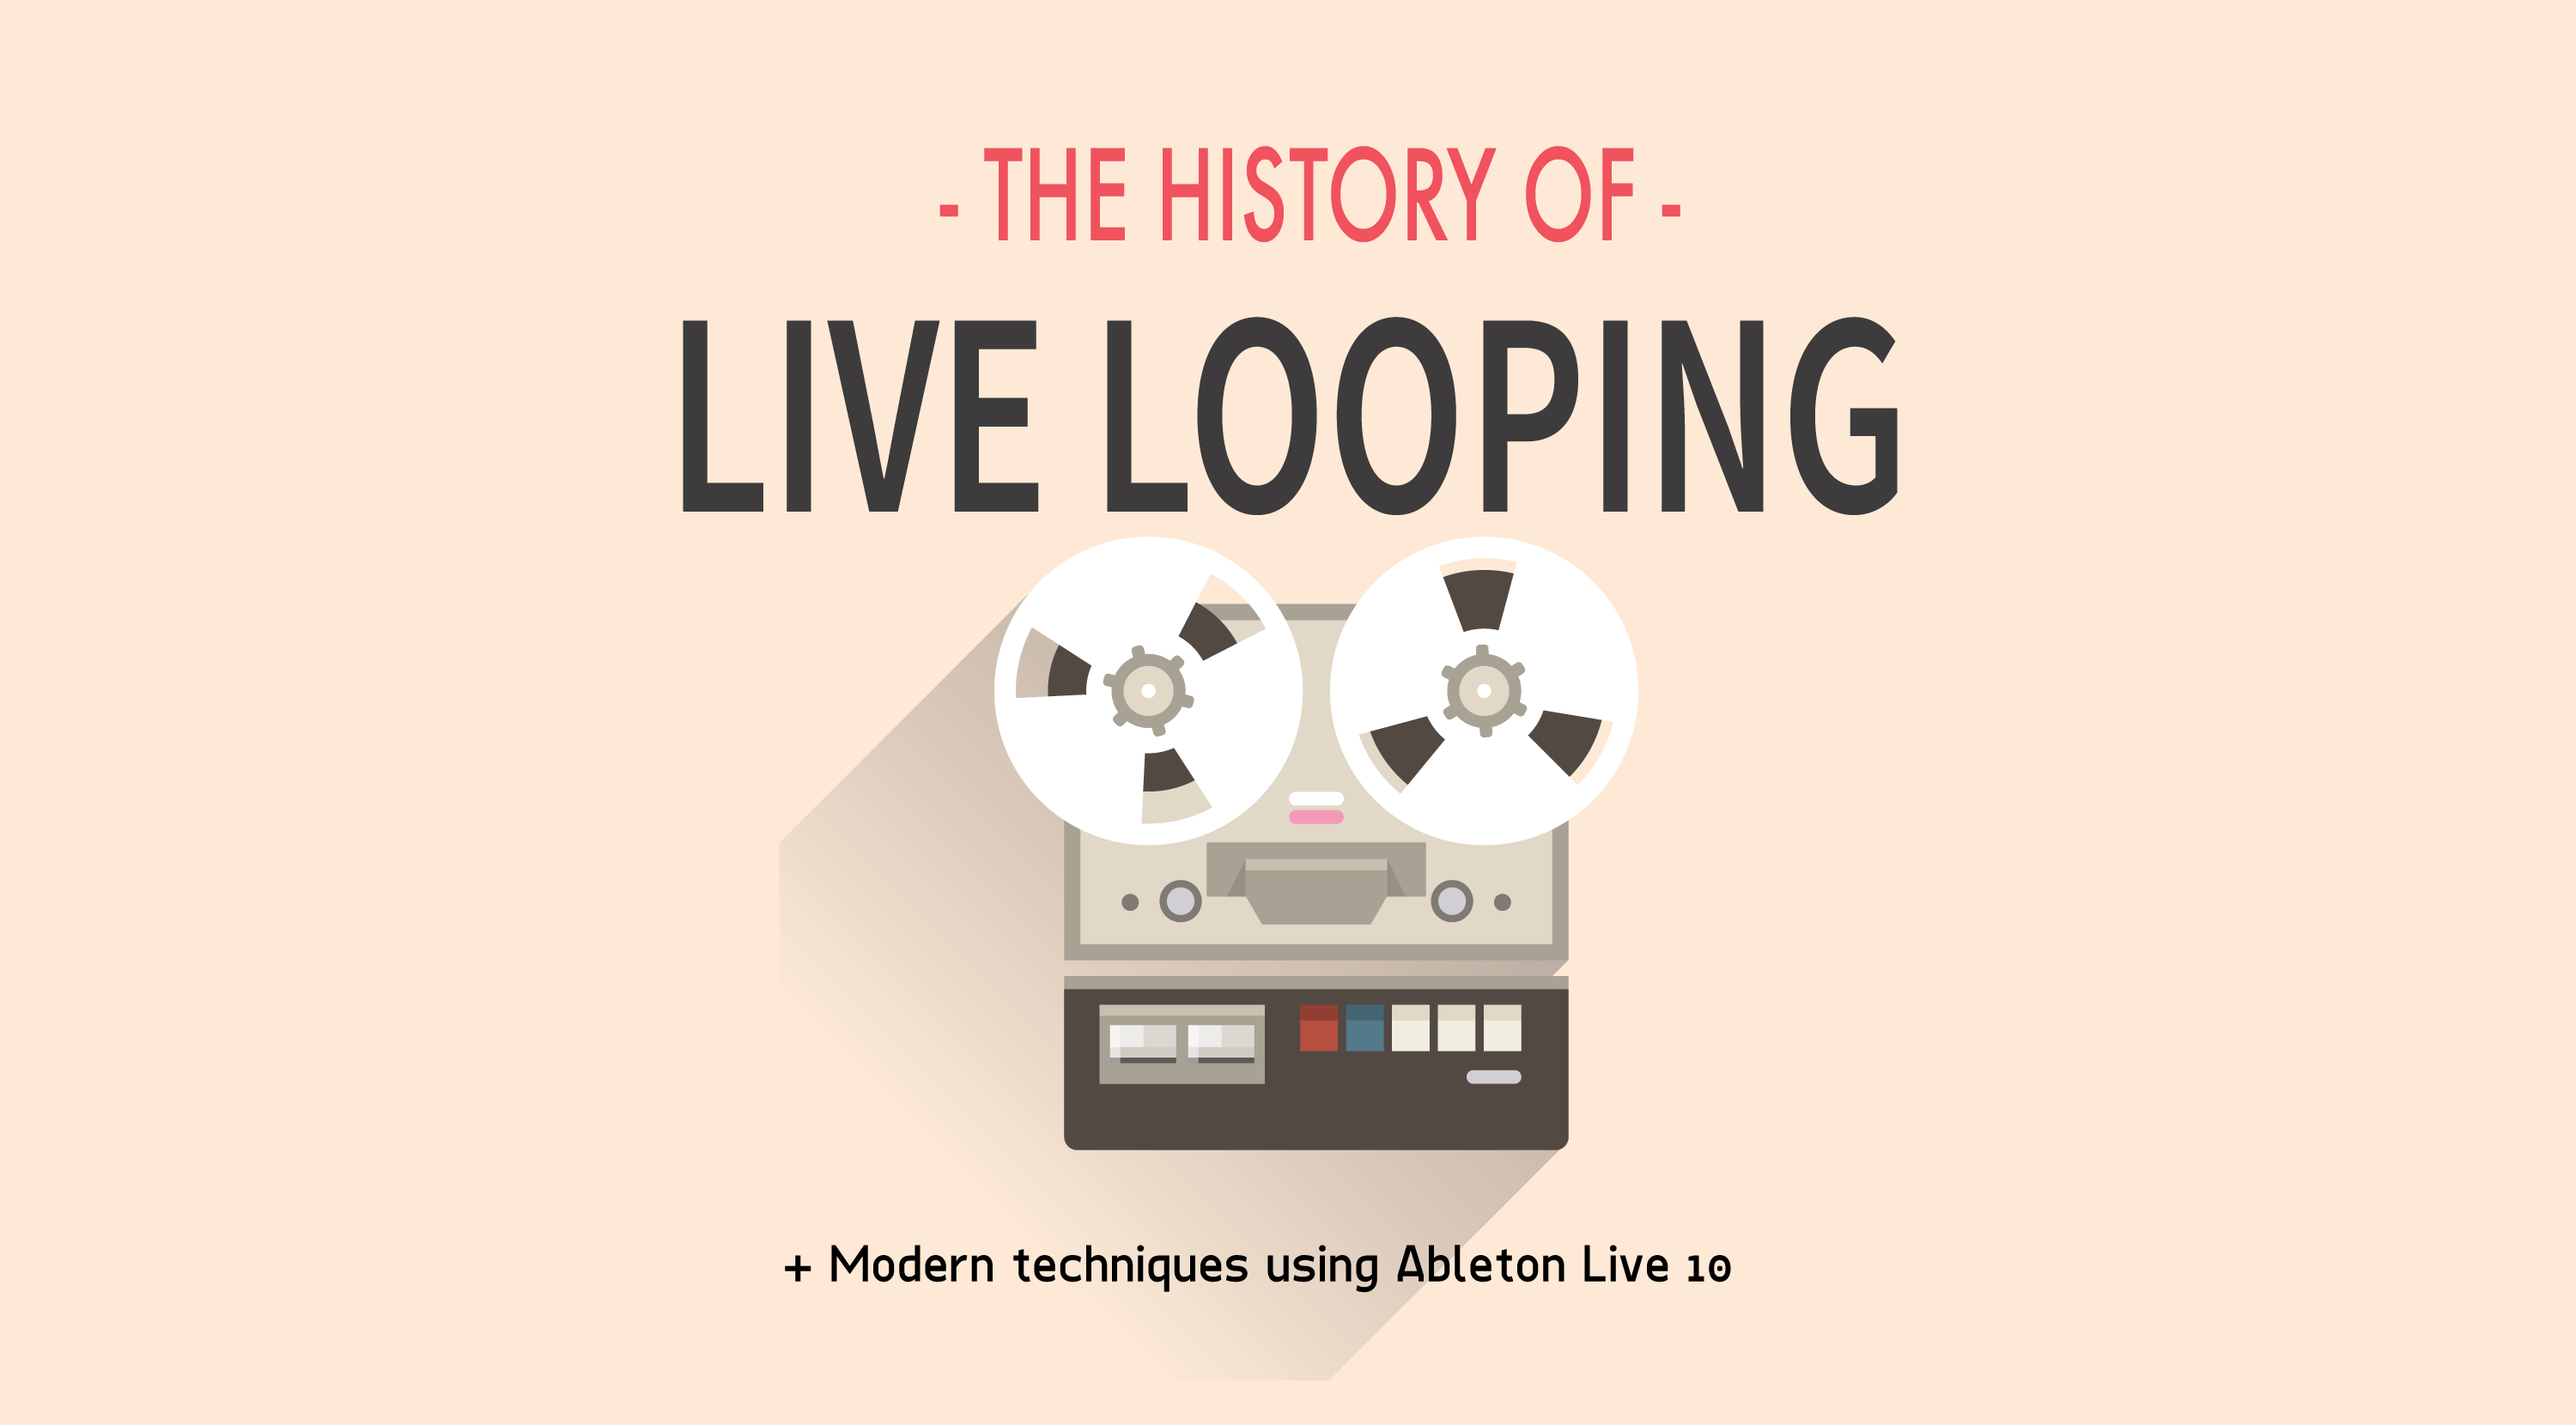 - THE HISTORY OF -
LIVE LOOPING
+ Modern techniques using Ableton Live 10